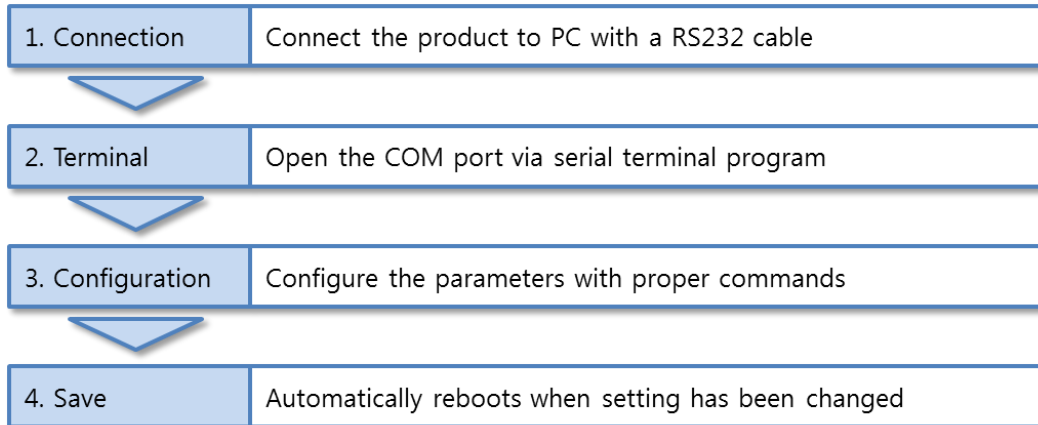 1. Connection Connect the product to PC with a RS232 cable
2. Terminal Open the COM port via serial terminal program
3. Configuration Configure the parameters with proper commands
4. Save Automatically reboots when setting has been changed